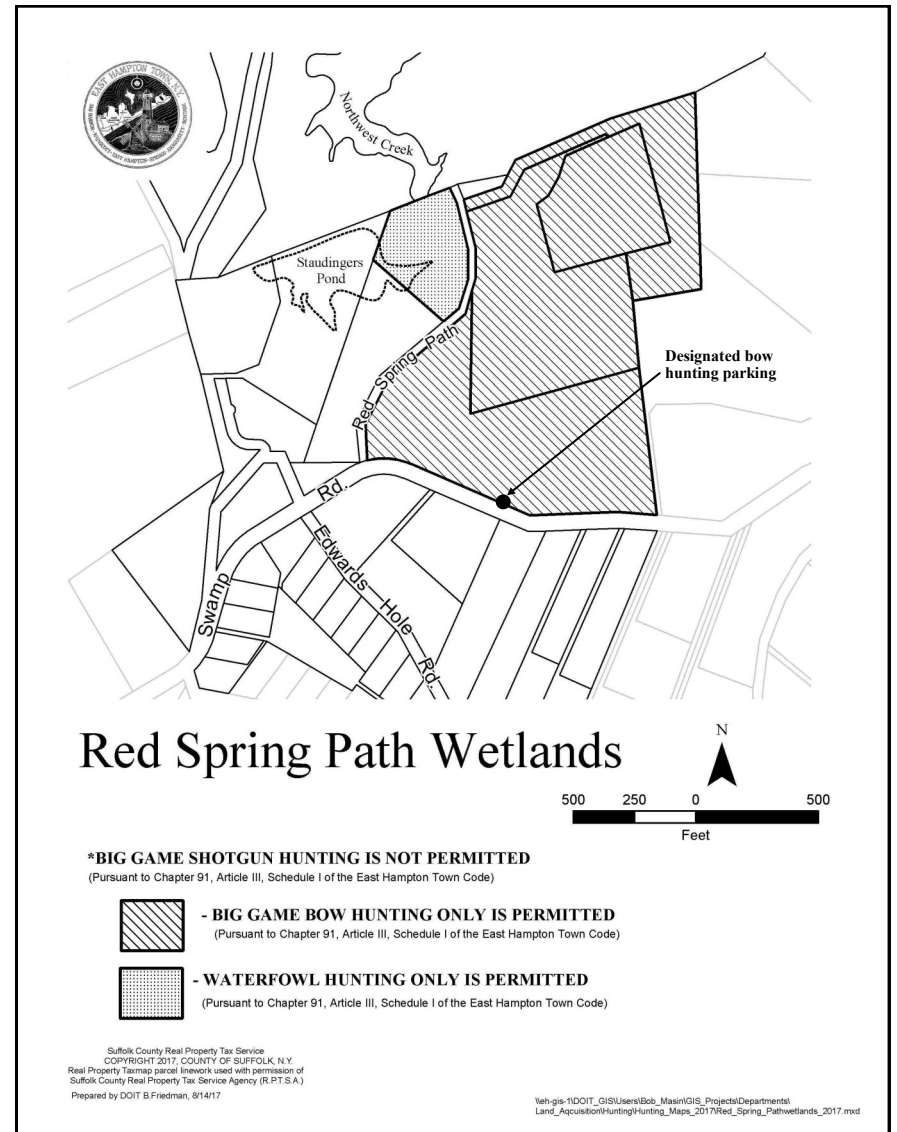 EAST HAMPTON TOWN, N.Y.
Northwest Creek
Staudingers
Pond
Red Spring Path
Designated bow
hunting parking
Swamp Rd.
Edwards Hole Rd.
Red Spring Path Wetlands
N
500 250 0 500
Feet
*BIG GAME SHOTGUN HUNTING IS NOT PERMITTED
(Pursuant to Chapter 91, Article III, Schedule I of the East Hampton Town Code)
- BIG GAME BOW HUNTING ONLY IS PERMITTED
(Pursuant to Chapter 91, Article III, Schedule I of the East Hampton Town Code)
- WATERFOWL HUNTING ONLY IS PERMITTED
(Pursuant to Chapter 91, Article III, Schedule I of the East Hampton Town Code)
Suffolk County Real Property Tax Service
COPYRIGHT 2017, COUNTY OF SUFFOLK, N.Y.
Real Property Taxmap parcel linework used with permission of
Suffolk County Real Property Tax Service Agency (R.P.T.S.A.)
Prepared by DOIT B.Friedman, 8/14/17
\\eh-gis-1\DOIT_GIS\Users\Bob_Masin\GIS_Projects\Departments\
Land_Aqcuisition\Hunting\Hunting_Maps_2017\Red_Spring_Pathwetlands_2017.mxd